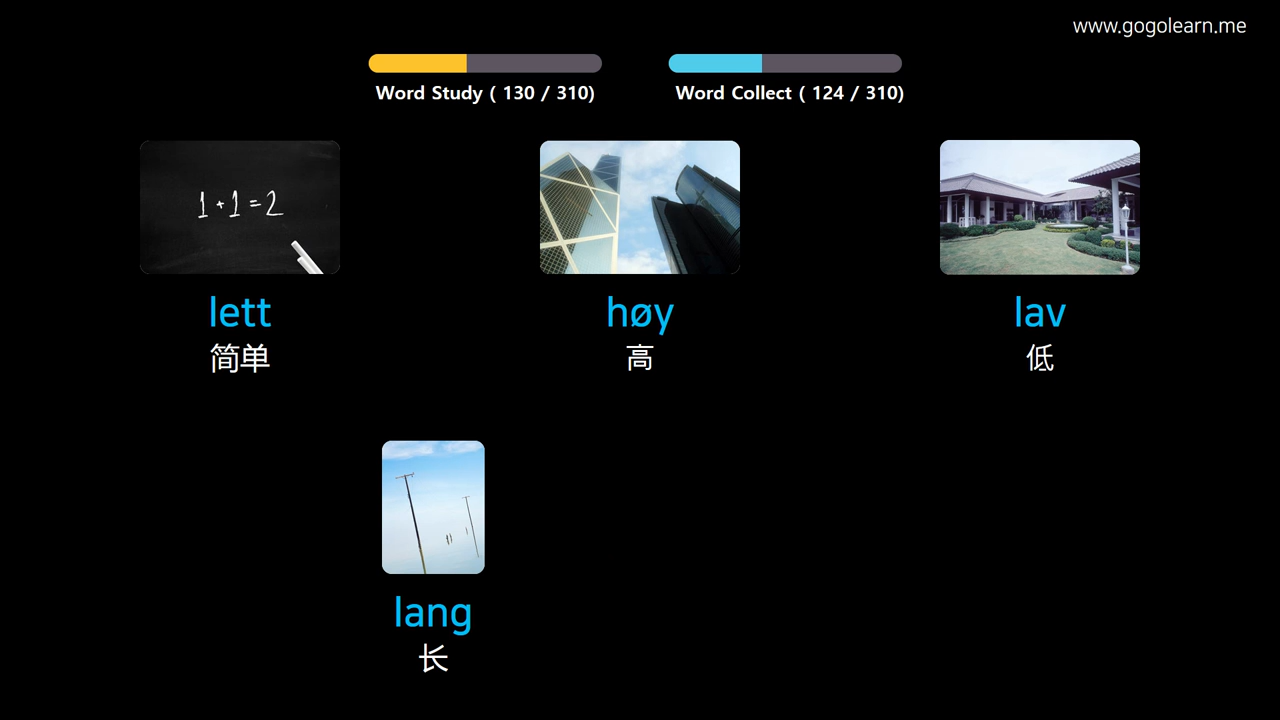 www.gogolearn.me
Word Study ( 130 / 310)
Word Collect ( 124 / 310)
1 + 1 = 2
lett
简单
høy
高
lav
低
lang
长